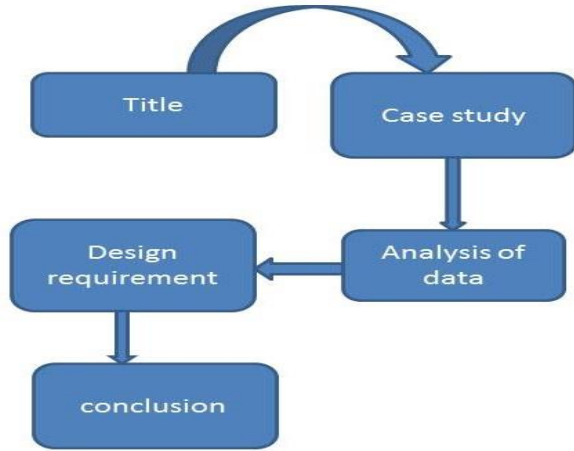 Title
Case study
Analysis of
data
Design
requirement
conclusion